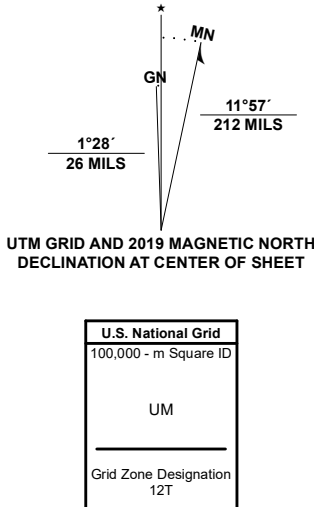 ★
MN
GN
1°28´
26 MILS
11°57´
212 MILS
UTM GRID AND 2019 MAGNETIC NORTH
DECLINATION AT CENTER OF SHEET
U.S. National Grid
100,000 - m Square ID
UM
Grid Zone Designation
12T